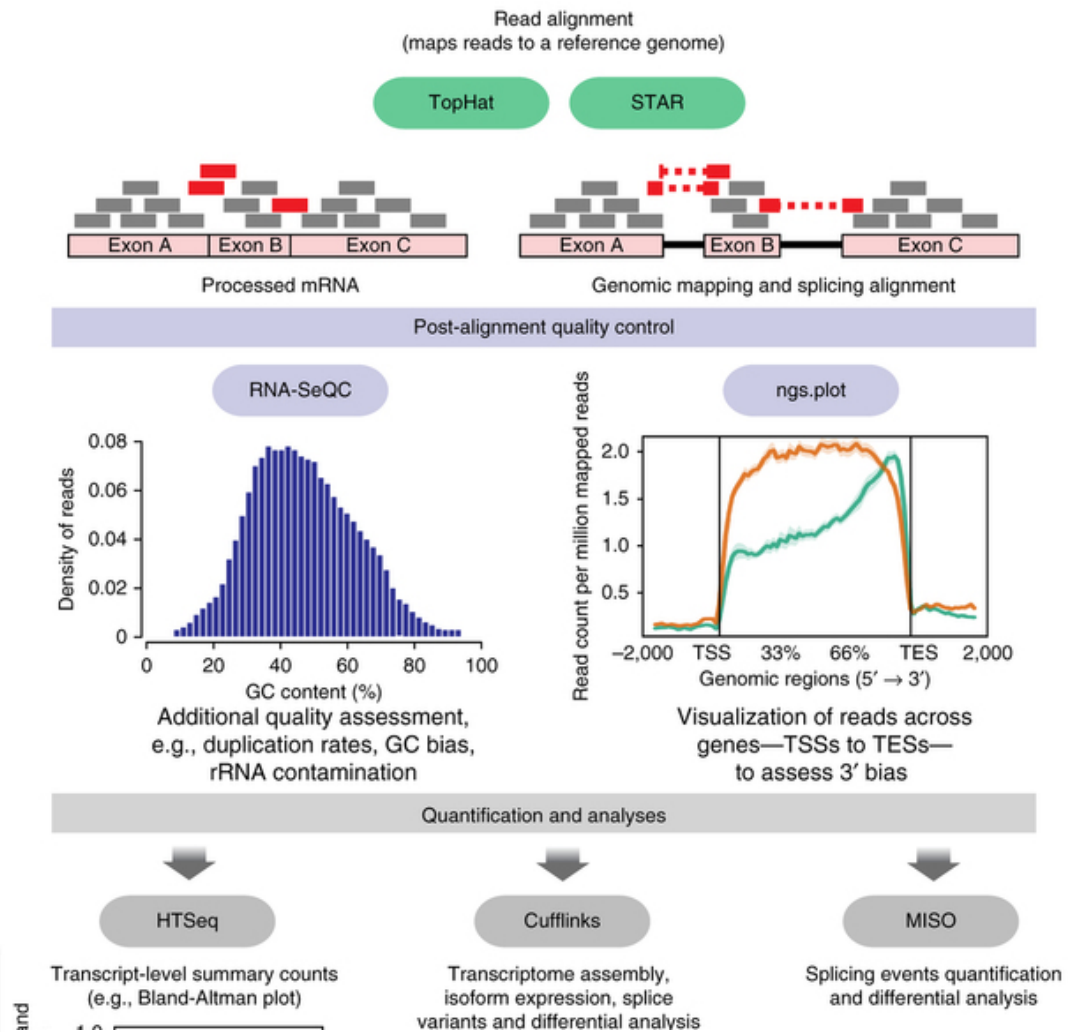 Read alignment
(maps reads to a reference genome)
TopHat
STAR
Exon A
Exon B
Exon C
Exon A
Exon B
Exon C
Processed mRNA
Genomic mapping and splicing alignment
Post-alignment quality control
RNA-SeQC
ngs.plot
Density of reads
0.08
0.06
0.04
0.02
0
0
20
40
60
80
100
GC content (%)
Additional quality assessment,
e.g., duplication rates, GC bias,
rRNA contamination
Read count per million mapped reads
2.0
1.5
1.0
0.5
–2,000
TSS
33%
66%
TES
2,000
Genomic regions (5′ → 3′)
Visualization of reads across
genes—TSSs to TESs—
to assess 3′ bias
Quantification and analyses
HTSeq
Cufflinks
MISO
Transcript-level summary counts
(e.g., Bland-Altman plot)
Transcriptome assembly,
isoform expression, splice
variants and differential analysis
Splicing events quantification
and differential analysis
and
1.0